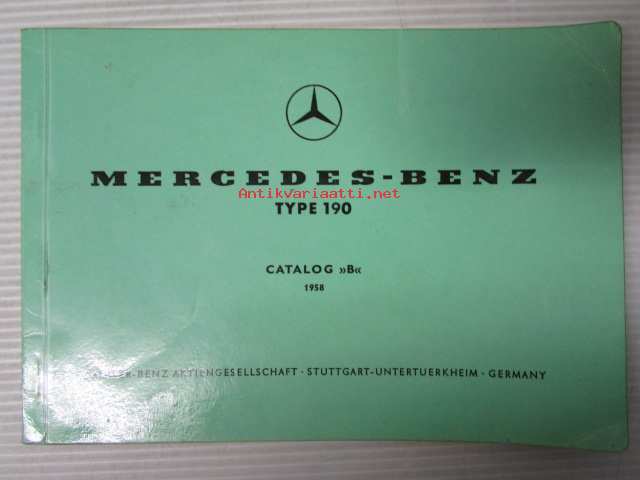 MERCEDES-BENZ
Antikvariaatti.net
TYPE 190
CATALOG »B«
1958
BENZ AKTIENGESELLSCHAFT · STUTTGART-UNTERTUERKHEIM · GERMANY